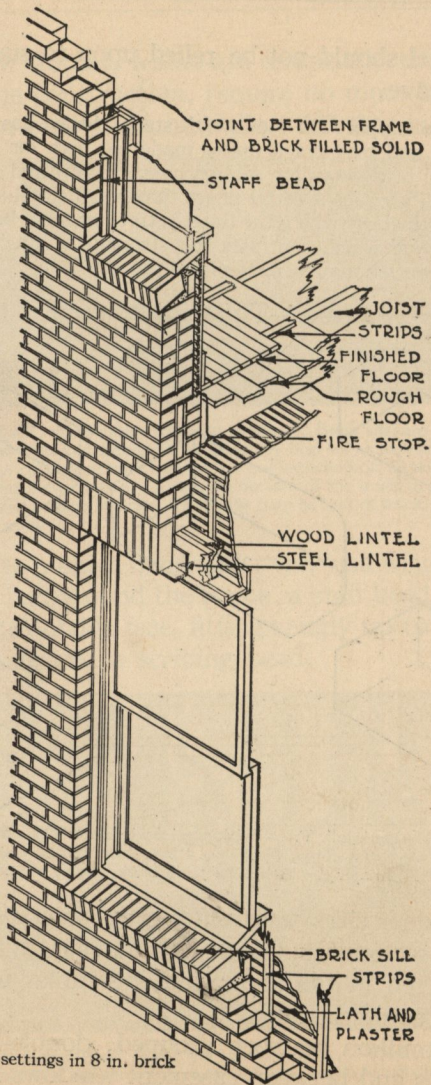 JOINT BETWEEN FRAME
AND BRICK FILLED SOLID
STAFF BEAD
JOIST
STRIPS
FINISHED
FLOOR
ROUGH
FLOOR
FIRE STOP.
WOOD LINTEL
STEEL LINTEL
BRICK SILL
STRIPS
LATH AND
PLASTER
settings in 8 in. brick